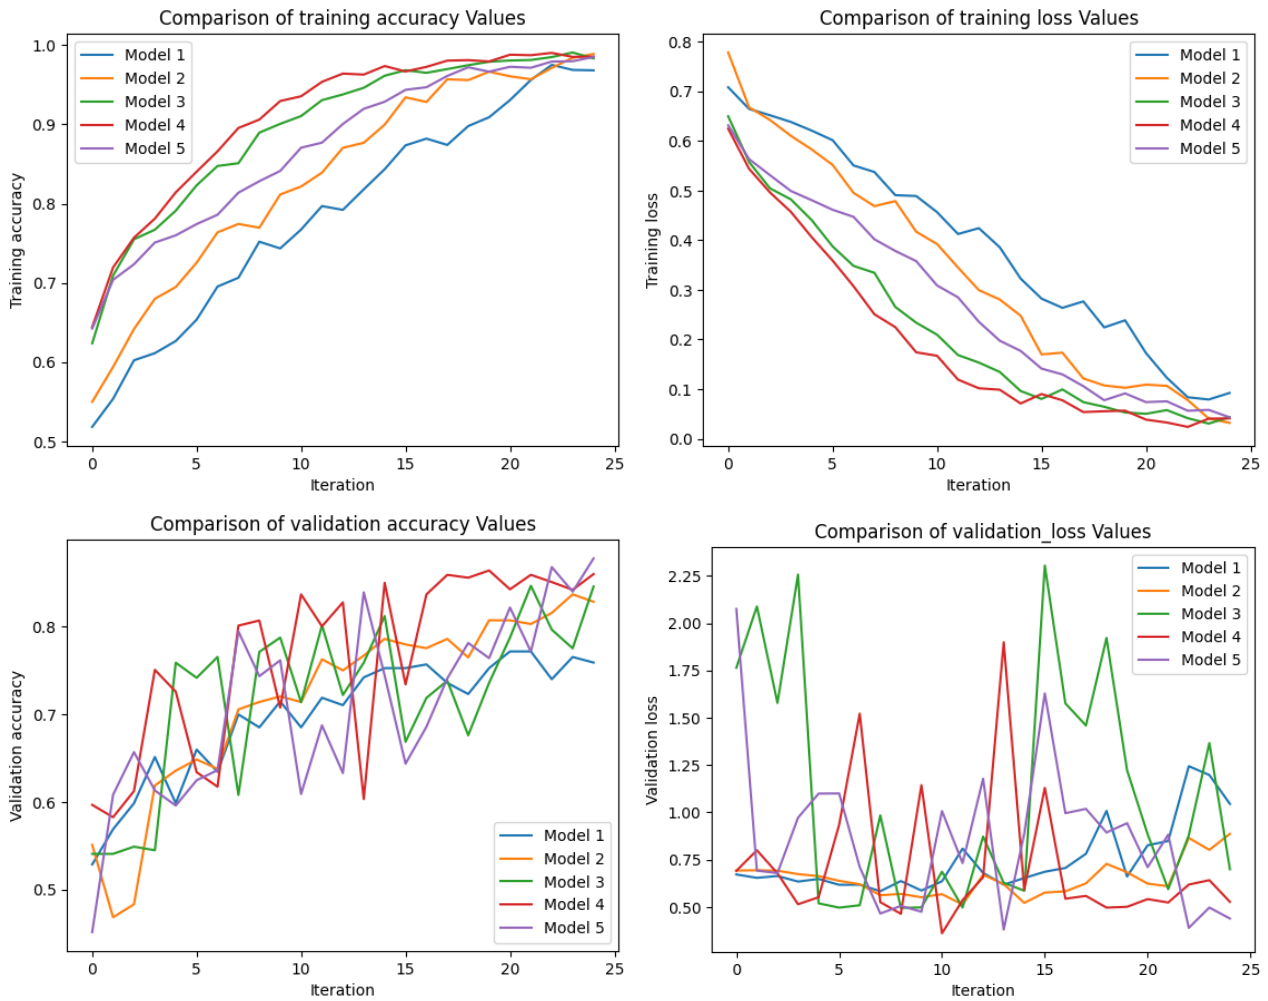 Comparison of training accuracy Values
1.0
0.9
0.8
0.7
0.6
0.5
Training accuracy
Model 1
Model 2
Model 3
Model 4
Model 5
0 5 10 15 20 25
Iteration
Comparison of training loss Values
0.8
0.7
0.6
0.5
0.4
0.3
0.2
0.1
0.0
Training loss
Model 1
Model 2
Model 3
Model 4
Model 5
0 5 10 15 20 25
Iteration
Comparison of validation accuracy Values
0.8
0.7
0.6
0.5
Validation accuracy
Model 1
Model 2
Model 3
Model 4
Model 5
0 5 10 15 20 25
Iteration
Comparison of validation_loss Values
2.25
2.00
1.75
1.50
1.25
1.00
0.75
0.50
Validation loss
Model 1
Model 2
Model 3
Model 4
Model 5
0 5 10 15 20 25
Iteration